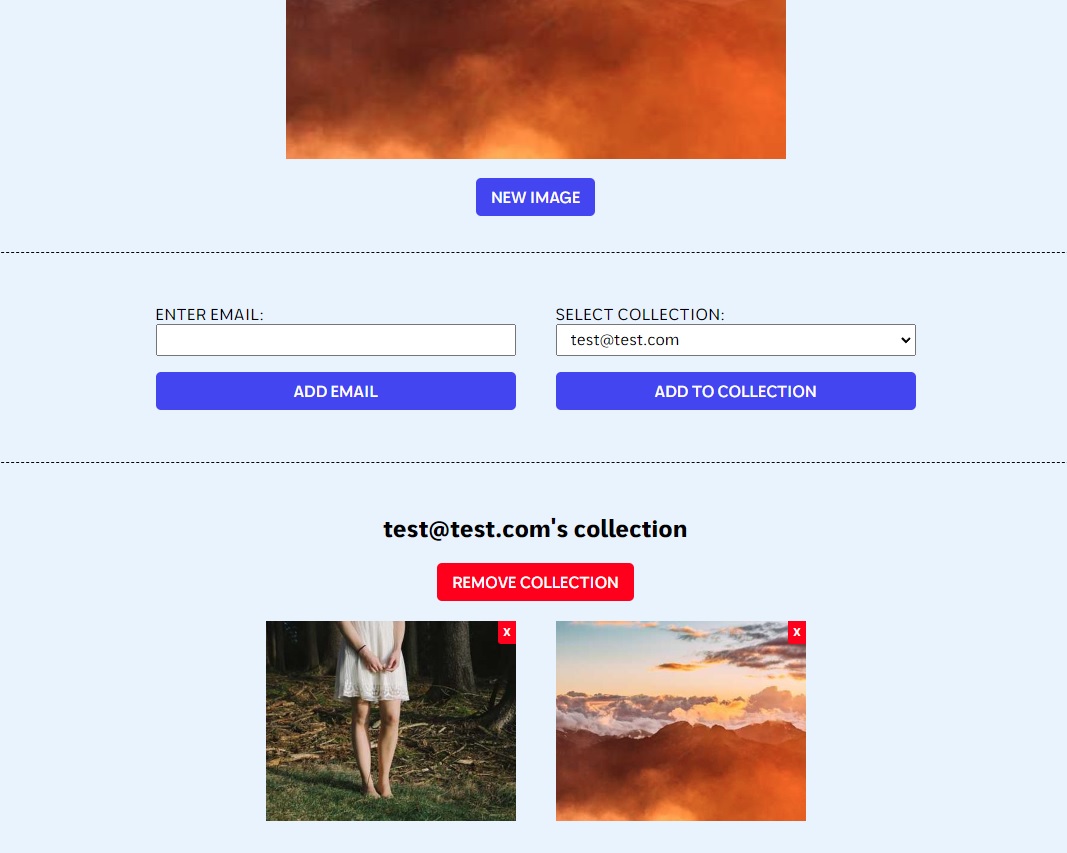 NEW IMAGE
ENTER EMAIL:
SELECT COLLECTION:
test@test.com
ADD EMAIL
ADD TO COLLECTION
test@test.com's collection
REMOVE COLLECTION
X
X